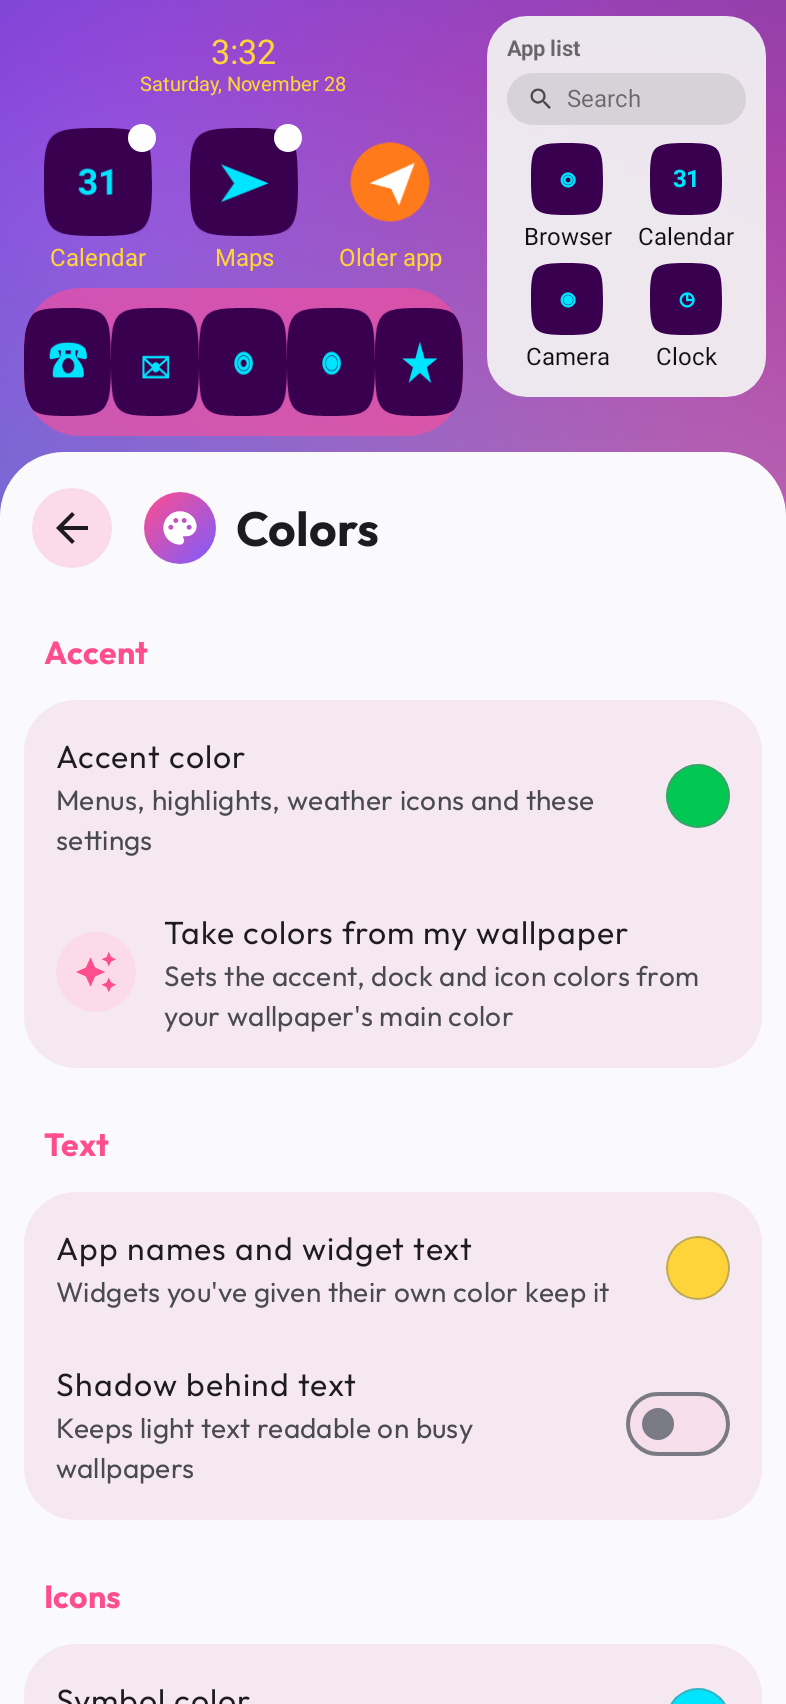 3:32
Saturday, November 28
31
Calendar
Maps
Older app
App list
Search
Browser
31
Calendar
Camera
Clock
Colors
Accent
Accent color
Menus, highlights, weather icons and these
settings
Take colors from my wallpaper
Sets the accent, dock and icon colors from
your wallpaper's main color
Text
App names and widget text
Widgets you've given their own color keep it
Shadow behind text
Keeps light text readable on busy
wallpapers
Icons
Symbol color